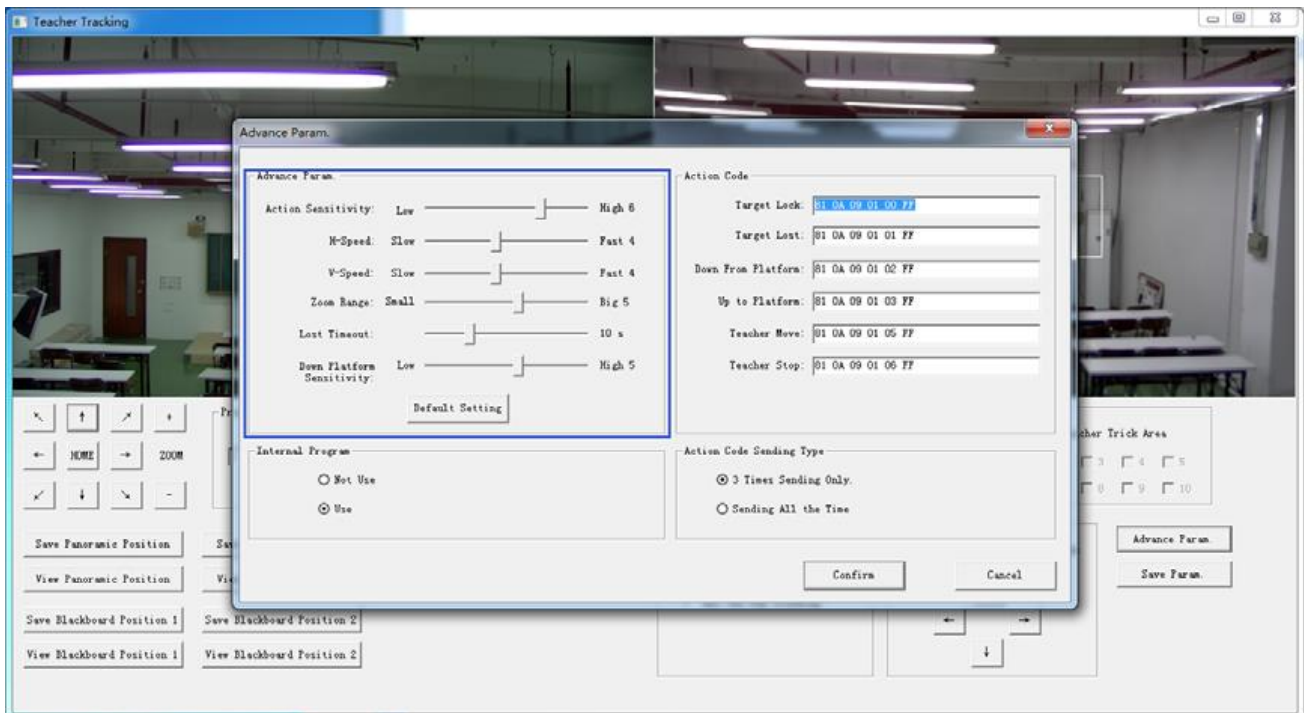 Teacher Tracking
Advance Param.
Advance Param.
Action Sensitivity: Low High 6
H-Speed: Slow Fast 4
V-Speed: Slow Fast 4
Zoom Range: Small Big 5
Lost Timeout: 10 s
Down Platform Sensitivity: Low High 5
Default Setting
Action Code
Target Lock: 81 0A 09 01 00 FF
Target Lost: 81 0A 09 01 01 FF
Down From Platform: 81 0A 09 01 02 FF
Up to Platform: 81 0A 09 01 03 FF
Teacher Move: 81 0A 09 01 05 FF
Teacher Stop: 81 0A 09 01 06 FF
Internal Program
Not Use
Use
Action Code Sending Type
3 Times Sending Only.
Sending All the Time
Confirm Cancel
HOME ZOOM
+
-
Trick Area
3 4 5
8 9 10
Save Panoramic Position
View Panoramic Position
Save Blackboard Position 1 Save Blackboard Position 2
View Blackboard Position 1 View Blackboard Position 2
Advance Param.
Save Param.